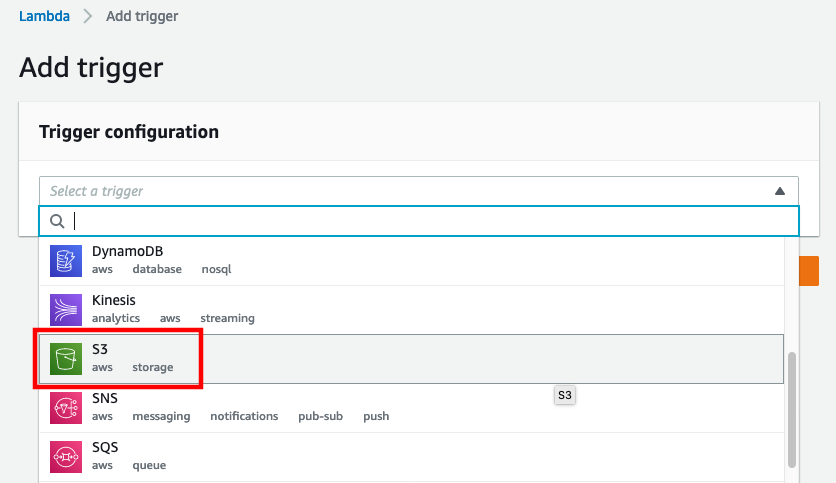 Lambda > Add trigger
Add trigger
Trigger configuration
Select a trigger
DynamoDB
aws database nosql
Kinesis
analytics aws streaming
S3
aws storage
S3
SNS
aws messaging notifications pub-sub push
SQS
aws queue